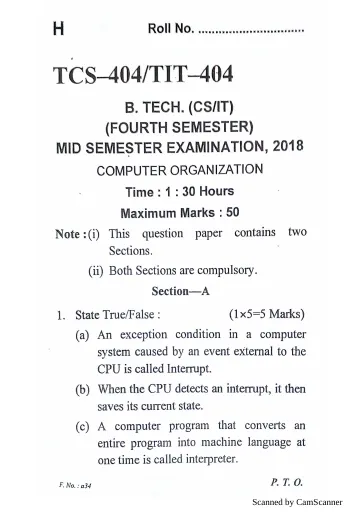 H Roll No. ................................
TCS–404/TIT–404
B. TECH. (CS/IT)
(FOURTH SEMESTER)
MID SEMESTER EXAMINATION, 2018
COMPUTER ORGANIZATION
Time : 1 : 30 Hours
Maximum Marks : 50
Note :(i) This question paper contains two
Sections.
(ii) Both Sections are compulsory.
Section—A
1. State True/False : (1×5=5 Marks)
(a) An exception condition in a computer
system caused by an event external to the
CPU is called Interrupt.
(b) When the CPU detects an interrupt, it then
saves its current state.
(c) A computer program that converts an
entire program into machine language at
one time is called interpreter.
F. No. : a34 P. T. O.
Scanned by CamScanner